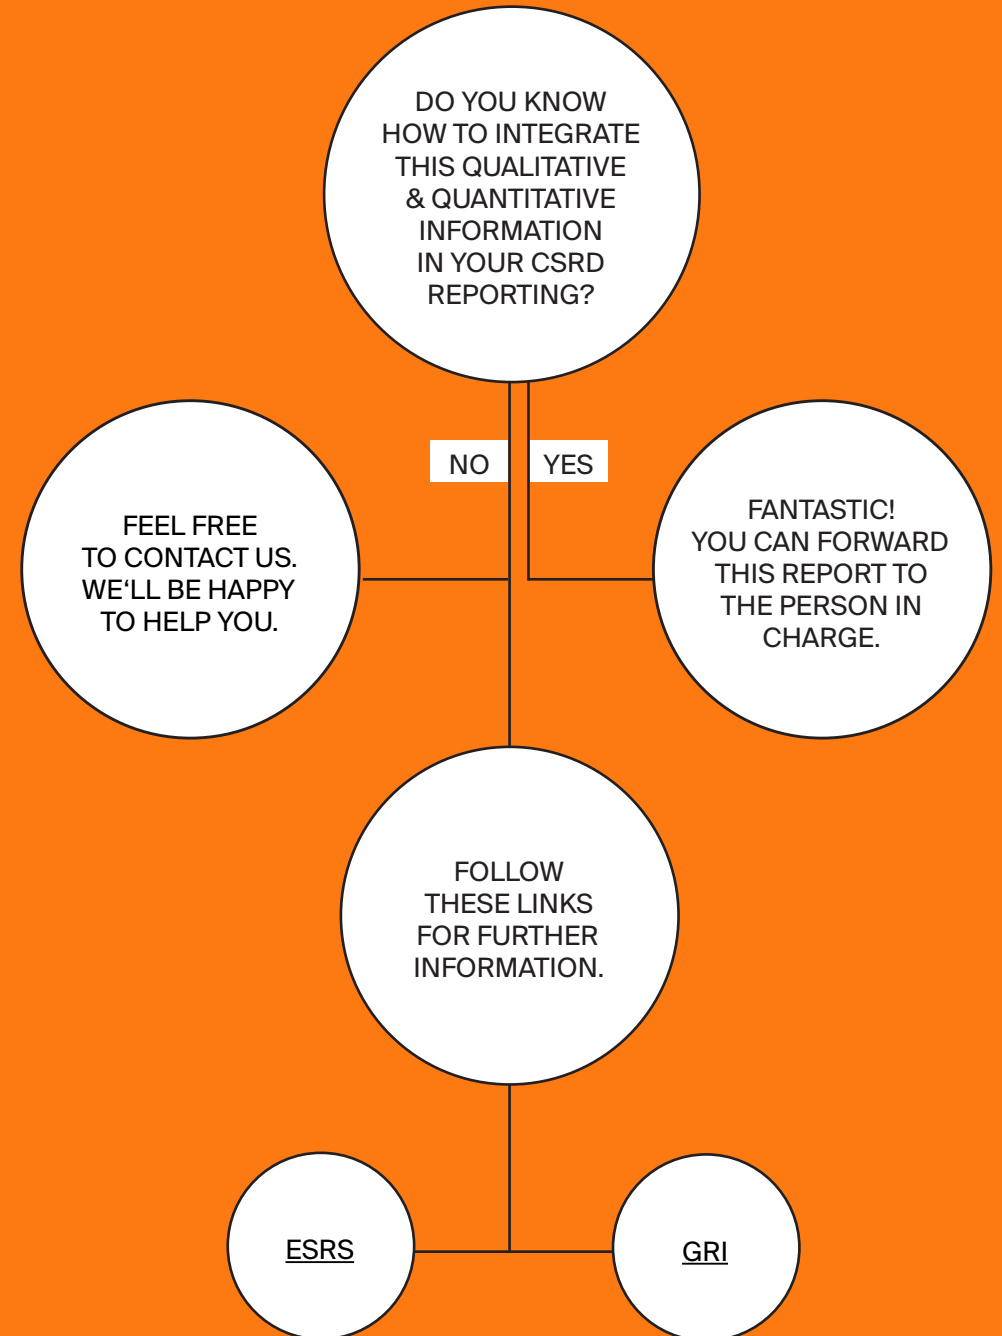 DO YOU KNOW
HOW TO INTEGRATE
THIS QUALITATIVE
& QUANTITATIVE
INFORMATION
IN YOUR CSRD
REPORTING?
NO
YES
FEEL FREE
TO CONTACT US.
WE‘LL BE HAPPY
TO HELP YOU.
FANTASTIC!
YOU CAN FORWARD
THIS REPORT TO
THE PERSON IN
CHARGE.
FOLLOW
THESE LINKS
FOR FURTHER
INFORMATION.
ESRS
GRI